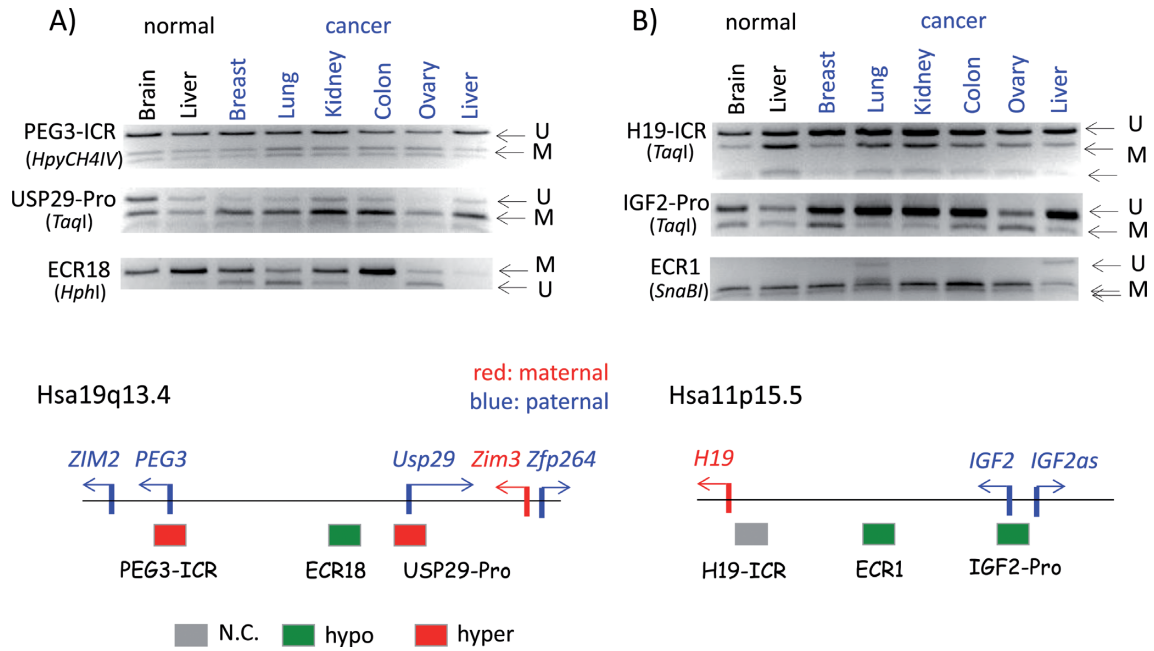 A)
normal
cancer
Brain
Liver
Breast
Lung
Kidney
Colon
Ovary
Liver
PEG3-ICR
(HpyCH4IV)
U
M
USP29-Pro
(TaqI)
U
M
ECR18
(HphI)
M
U
B)
normal
cancer
Brain
Liver
Breast
Lung
Kidney
Colon
Ovary
Liver
H19-ICR
(TaqI)
U
M
IGF2-Pro
(TaqI)
U
M
ECR1
(SnaBI)
U
M
red: maternal
blue: paternal
Hsa19q13.4
ZIM2
PEG3
Usp29
Zim3
Zfp264
PEG3-ICR
ECR18
USP29-Pro
Hsa11p15.5
H19
IGF2
IGF2as
H19-ICR
ECR1
IGF2-Pro
N.C.
hypo
hyper